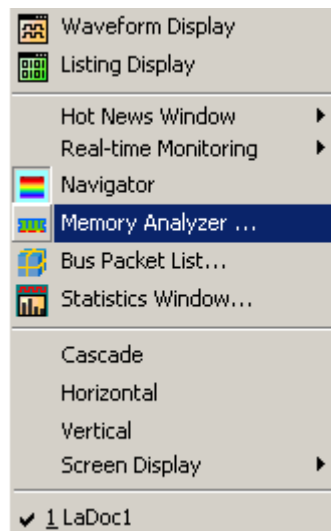 Waveform Display
Listing Display
Hot News Window
Real-time Monitoring
Navigator
Memory Analyzer ...
Bus Packet List...
Statistics Window...
Cascade
Horizontal
Vertical
Screen Display
1 LaDoc1